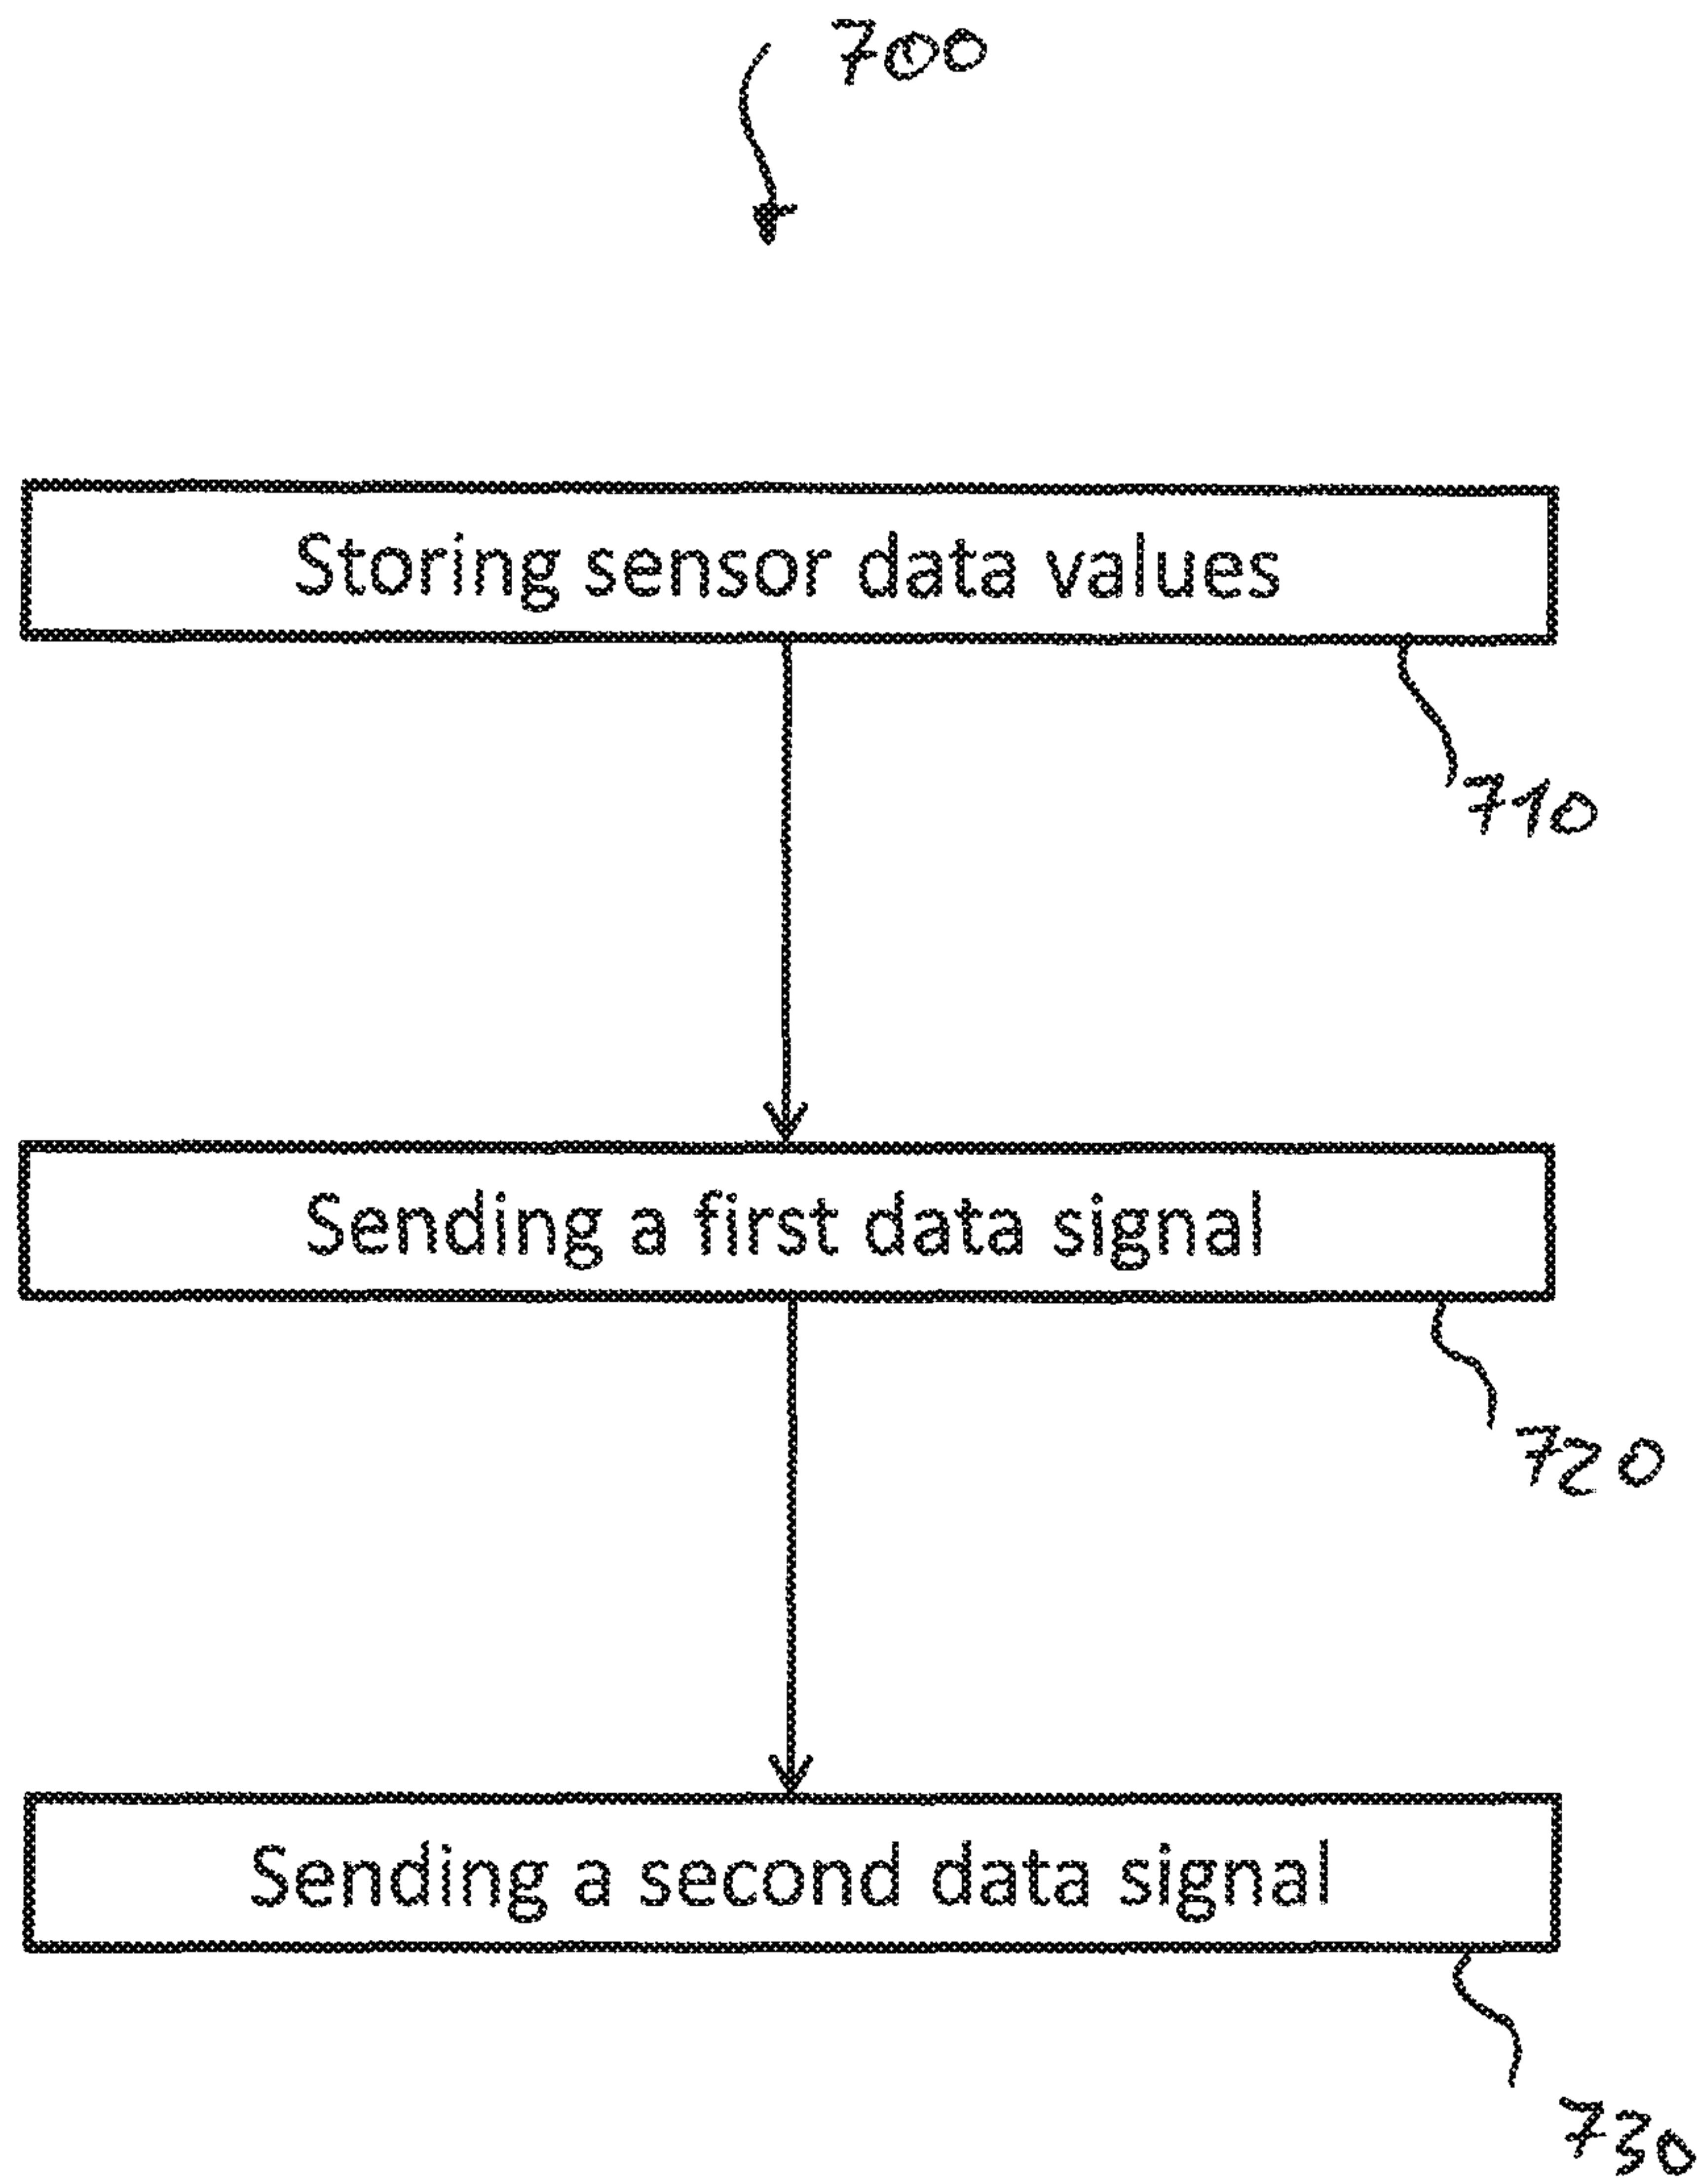 700
Storing sensor data values
710
Sending a first data signal
720
Sending a second data signal
730